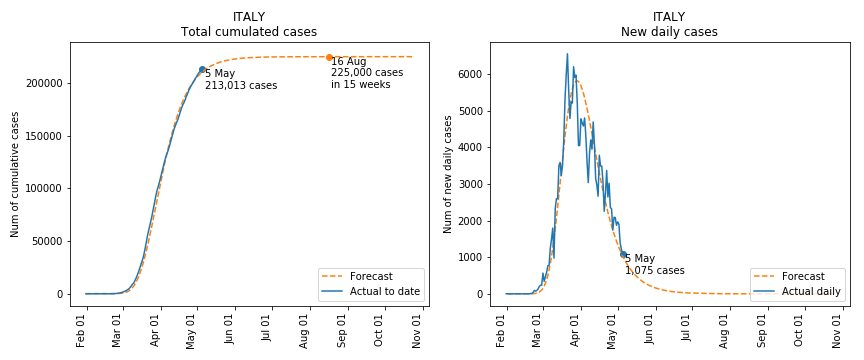 ITALY
Total cumulated cases
Num of cumulative cases
200000
150000
100000
50000
0
5 May
213,013 cases
16 Aug
225,000 cases
in 15 weeks
Forecast
Actual to date
Feb 01
Mar 01
Apr 01
May 01
Jun 01
Jul 01
Aug 01
Sep 01
Oct 01
Nov 01
ITALY
New daily cases
Num of new daily cases
6000
5000
4000
3000
2000
1000
0
5 May
1,075 cases
Forecast
Actual daily
Feb 01
Mar 01
Apr 01
May 01
Jun 01
Jul 01
Aug 01
Sep 01
Oct 01
Nov 01